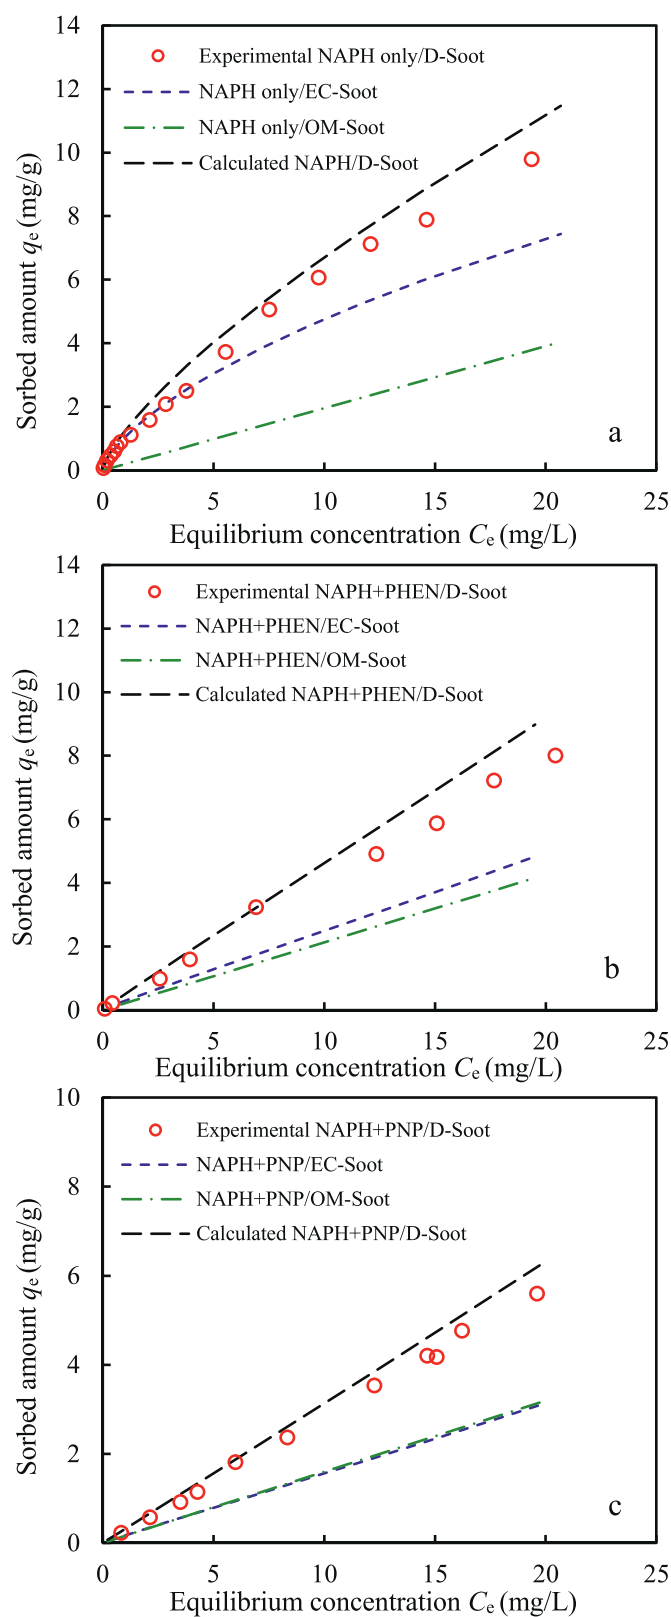 14
12
10
8
6
4
2
0
Sorbed amount qe (mg/g)
Experimental NAPH only/D-Soot
NAPH only/EC-Soot
NAPH only/OM-Soot
Calculated NAPH/D-Soot
a
0 5 10 15 20 25
Equilibrium concentration Ce (mg/L)
14
12
10
8
6
4
2
0
Sorbed amount qe (mg/g)
Experimental NAPH+PHEN/D-Soot
NAPH+PHEN/EC-Soot
NAPH+PHEN/OM-Soot
Calculated NAPH+PHEN/D-Soot
b
0 5 10 15 20 25
Equilibrium concentration Ce (mg/L)
10
8
6
4
2
0
Sorbed amount qe (mg/g)
Experimental NAPH+PNP/D-Soot
NAPH+PNP/EC-Soot
NAPH+PNP/OM-Soot
Calculated NAPH+PNP/D-Soot
c
0 5 10 15 20 25
Equilibrium concentration Ce (mg/L)